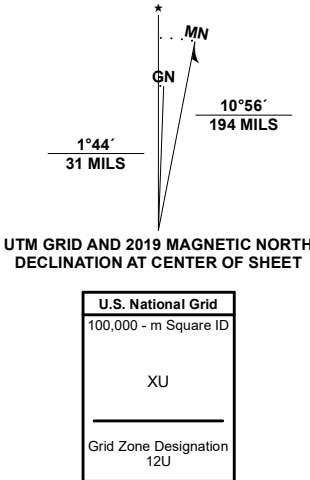 MN
GN
10°56´
194 MILS
1°44´
31 MILS
UTM GRID AND 2019 MAGNETIC NORTH
DECLINATION AT CENTER OF SHEET
U.S. National Grid
100,000 - m Square ID
XU
Grid Zone Designation
12U